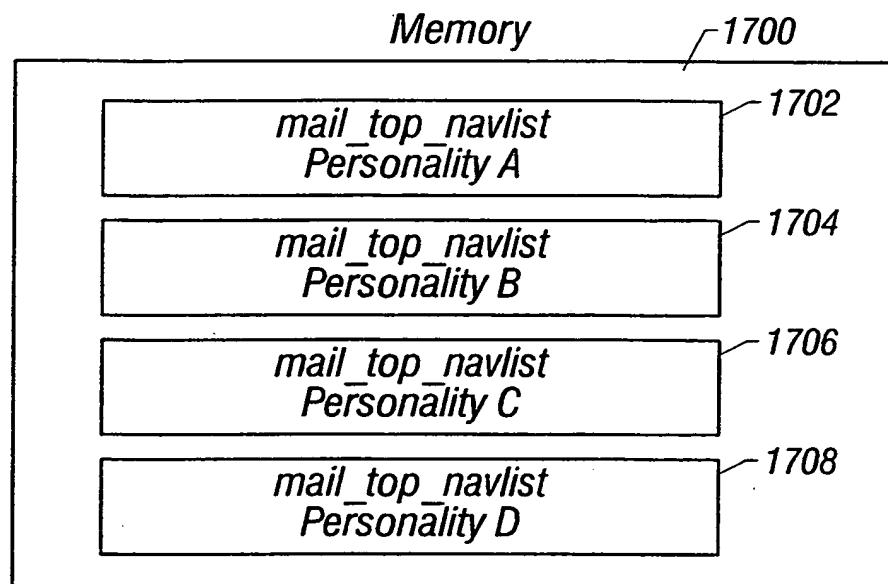 Memory
1700
mail_top_navlist
Personality A
1702
mail_top_navlist
Personality B
1704
mail_top_navlist
Personality C
1706
mail_top_navlist
Personality D
1708